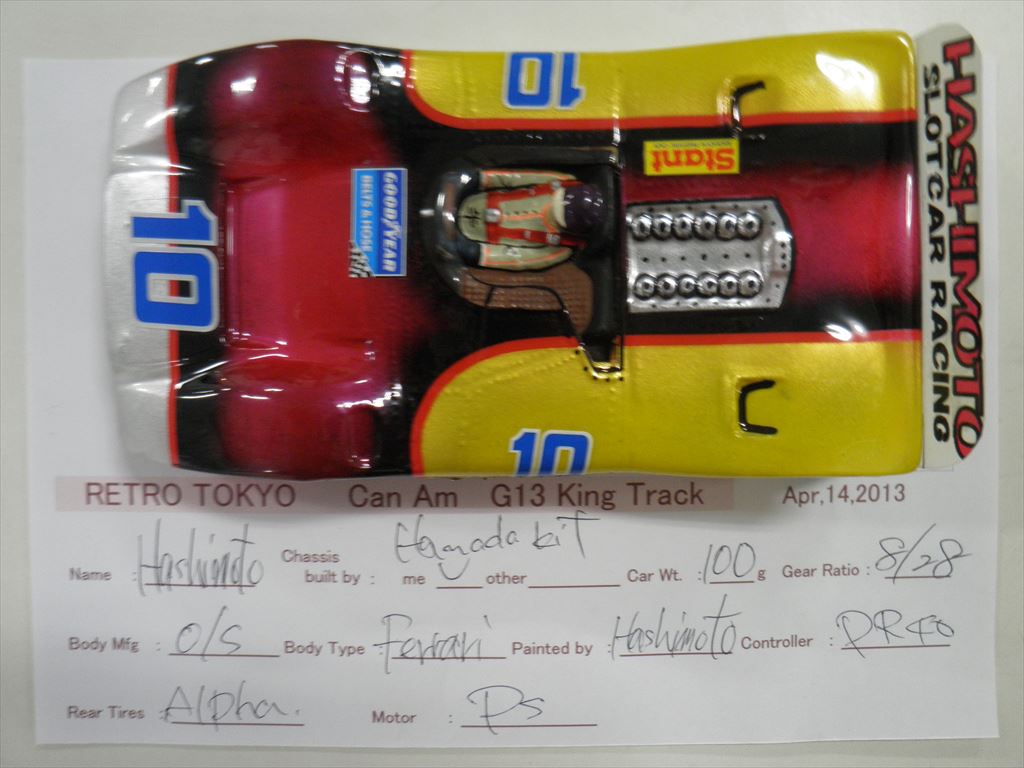 10
10
10
GOODYEAR
BELTS & HOSE
Stant
HASHIMOTO
SLOTCAR RACING
RETRO TOKYO Can Am G13 King Track Apr,14,2013
Name : Hashimoto Chassis built by : me other Hamada kit Car Wt. : 100 g Gear Ratio : 8/28
Body Mfg : O/S Body Type : Ferrari Painted by : Hashimoto Controller : PR40
Rear Tires : Alpha. Motor : PS